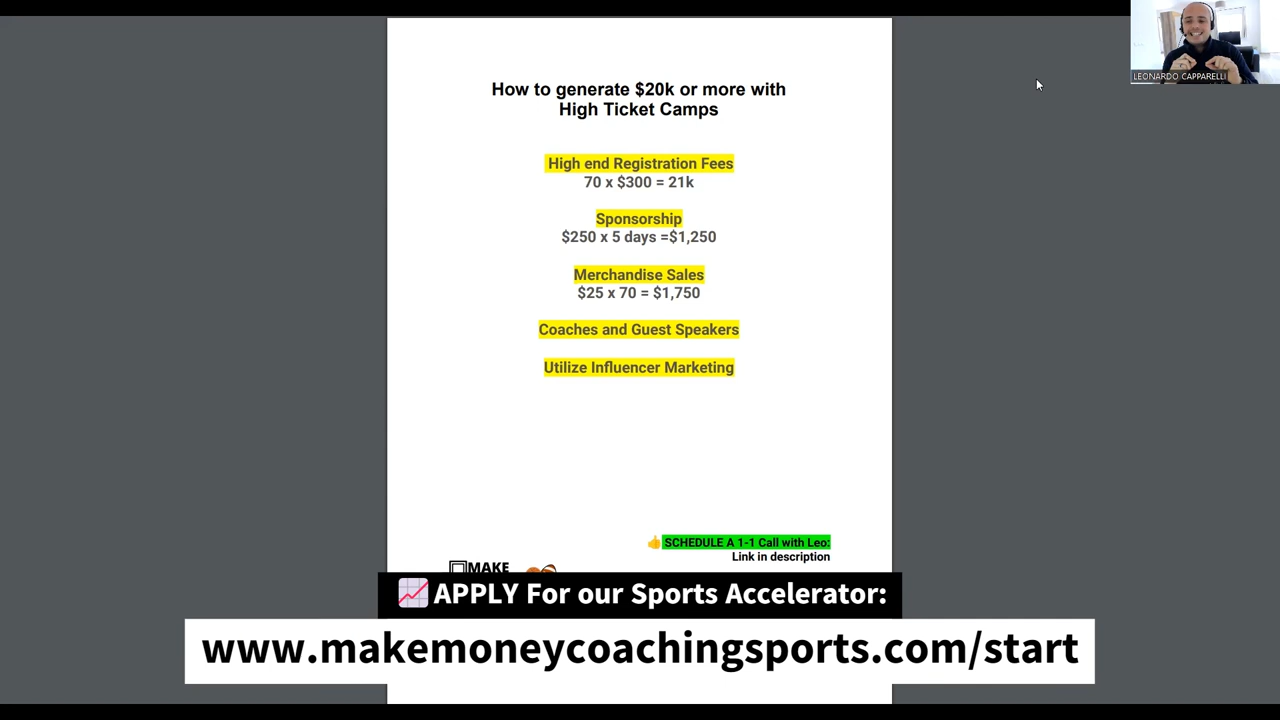 LEONARDO CAPPARELLI
How to generate $20k or more with
High Ticket Camps
High end Registration Fees
70 x $300 = 21k
Sponsorship
$250 x 5 days =$1,250
Merchandise Sales
$25 x 70 = $1,750
Coaches and Guest Speakers
Utilize Influencer Marketing
👍 SCHEDULE A 1-1 Call with Leo:
Link in description
MAKE
📈 APPLY For our Sports Accelerator:
www.makemoneycoachingsports.com/start